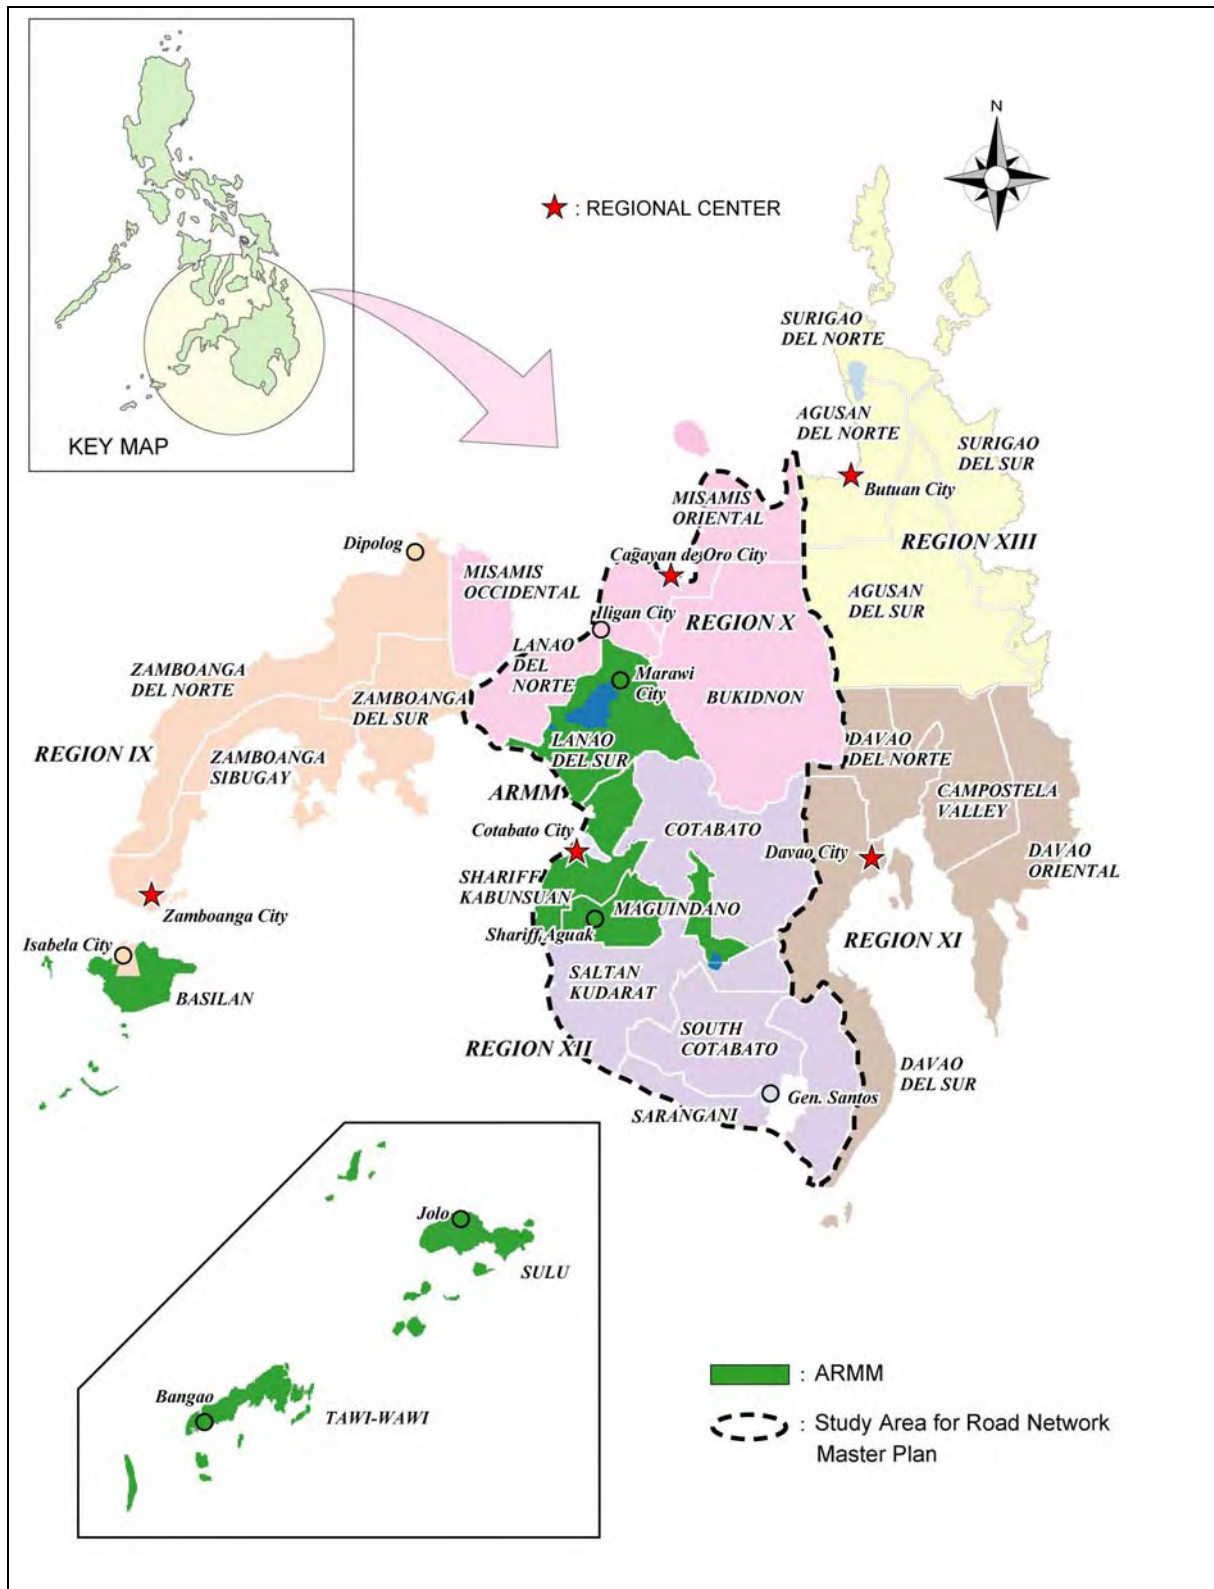 N
: REGIONAL CENTER
KEY MAP
SURIGAO
DEL NORTE
AGUSAN
DEL NORTE
SURIGAO
DEL SUR
Butuan City
MISAMIS
ORIENTAL
REGION XIII
Dipolog
Cagayan de Oro City
MISAMIS
OCCIDENTAL
AGUSAN
DEL SUR
Iligan City
REGION X
LANAO
DEL
NORTE
ZAMBOANGA
DEL NORTE
Marawi
City
BUKIDNON
ZAMBOANGA
DEL SUR
LANAO
DEL SUR
DAVAO
DEL NORTE
REGION IX
ZAMBOANGA
SIBUGAY
ARMM
CAMPOSTELA
VALLEY
Cotabato City
COTABATO
Davao City
DAVAO
ORIENTAL
SHARIFF
KABUNSUAN
MAGUINDANO
Zamboanga City
Shariff Aguak
Isabela City
REGION XI
BASILAN
SALTAN
KUDARAT
SOUTH
COTABATO
REGION XII
DAVAO
DEL SUR
Gen. Santos
SARANGANI
Jolo
SULU
Bangao
TAWI-WAWI
: ARMM
: Study Area for Road Network
Master Plan